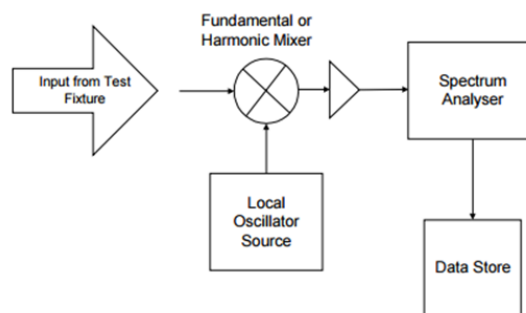 Fundamental or
Harmonic Mixer
Input from Test
Fixture
Spectrum
Analyser
Local
Oscillator
Source
Data Store